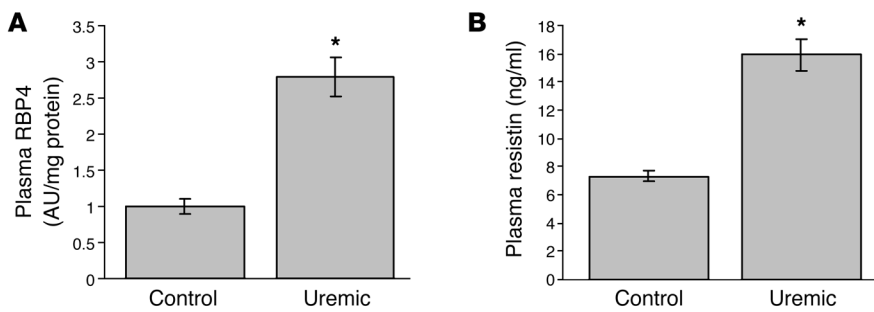 A
Plasma RBP4
(AU/mg protein)
3.5
3
2.5
2
1.5
1
0.5
0
*
Control Uremic
B
Plasma resistin (ng/ml)
18
16
14
12
10
8
6
4
2
0
*
Control Uremic